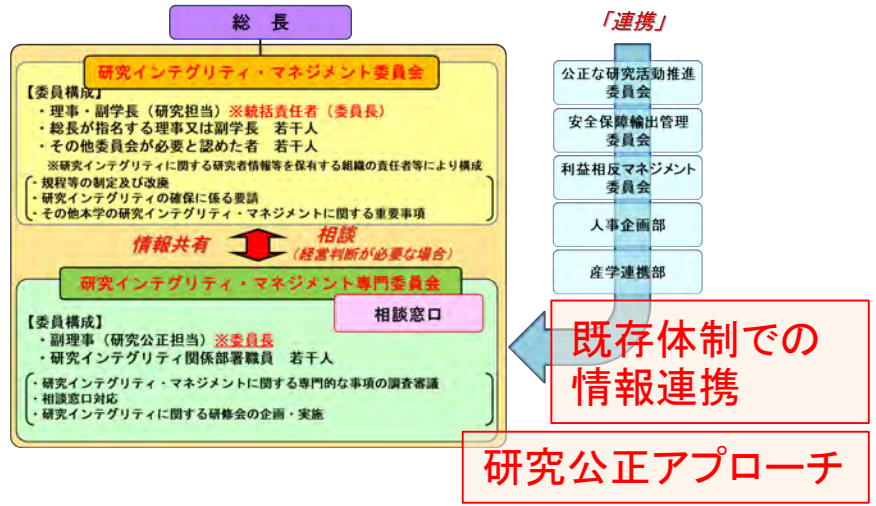 総 長
研究インテグリティ・マネジメント委員会
【委員構成】
・理事・副学長（研究担当）※統括責任者（委員長）
・総長が指名する理事又は副学長 若干人
・その他委員会が必要と認めた者 若干人
※研究インテグリティに関する研究者情報等を保有する組織の責任者等により構成
・規程等の制定及び改廃
・研究インテグリティの確保に係る要請
・その他本学の研究インテグリティ・マネジメントに関する重要事項
情報共有
相談
（経営判断が必要な場合）
研究インテグリティ・マネジメント専門委員会
相談窓口
【委員構成】
・副理事（研究公正担当）※委員長
・研究インテグリティ関係部署職員 若干人
・研究インテグリティ・マネジメントに関する専門的な事項の調査審議
・相談窓口対応
・研究インテグリティに関する研修会の企画・実施
「連携」
公正な研究活動推進
委員会
安全保障輸出管理
委員会
利益相反マネジメント
委員会
人事企画部
産学連携部
既存体制での
情報連携
研究公正アプローチ